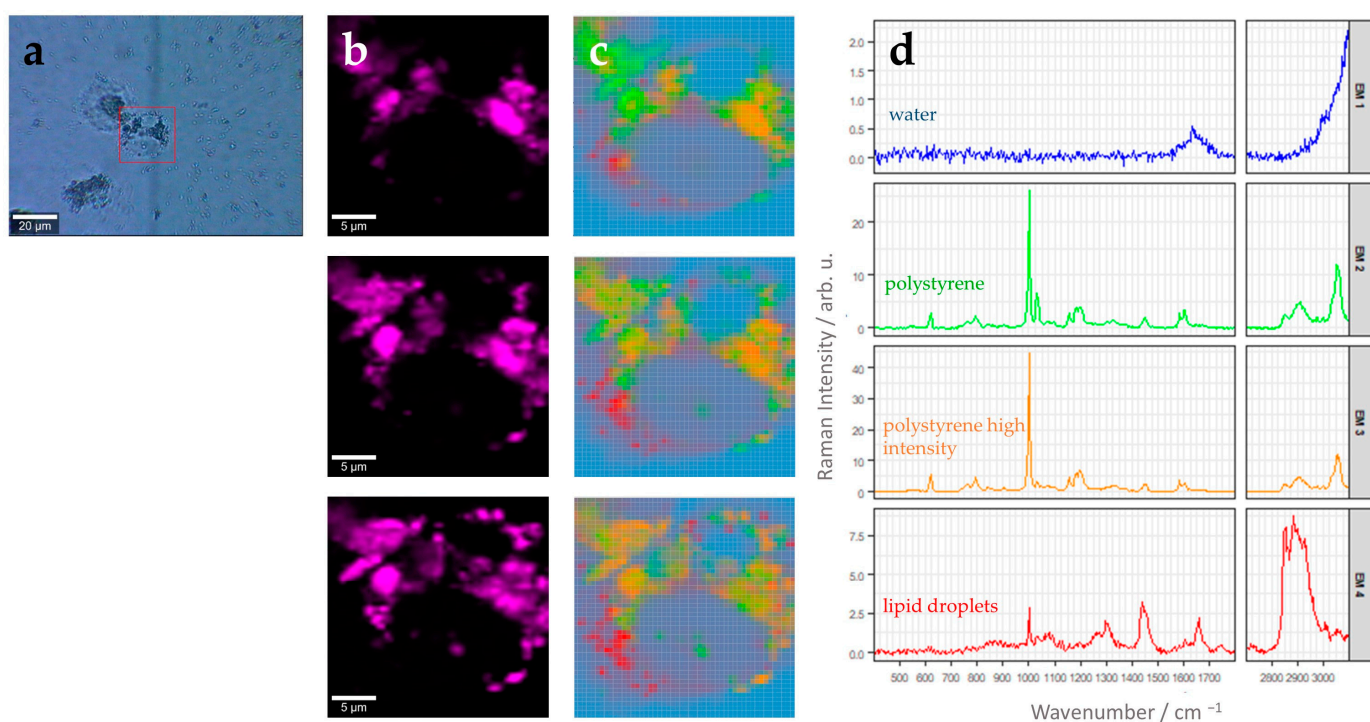 a
b
c
d
20 µm
5 µm
5 µm
5 µm
Raman Intensity / arb. u.
2.0
1.5
1.0
0.5
0.0
water
EM 1
20
10
0
polystyrene
EM 2
40
30
20
10
0
polystyrene high
intensity
EM 3
7.5
5.0
2.5
0.0
lipid droplets
EM 4
500 600 700 800 900 1000 1100 1200 1300 1400 1500 1600 1700 2800 2900 3000
Wavenumber / cm ⁻¹